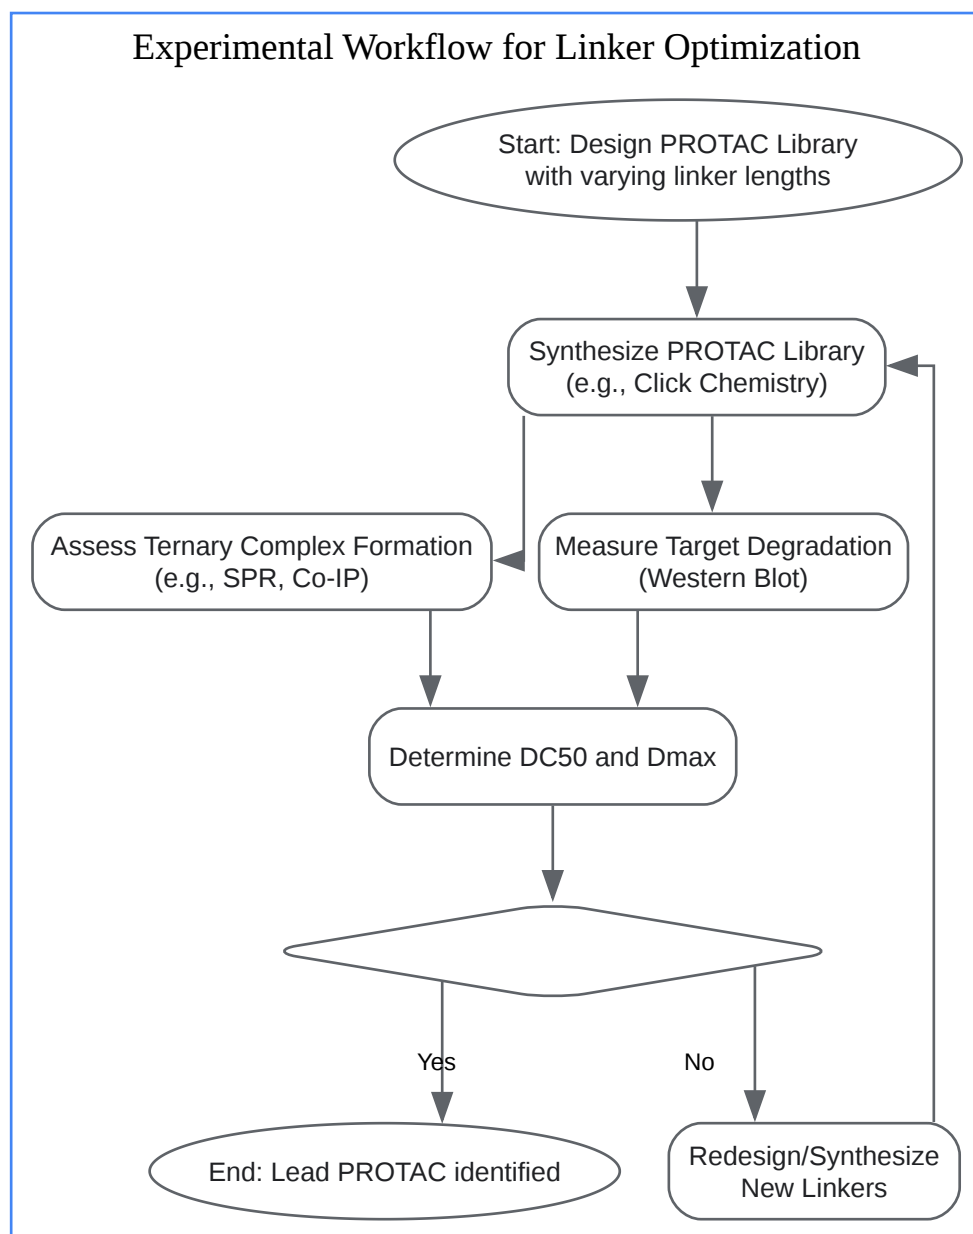 Experimental Workflow for Linker Optimization
Start: Design PROTAC Library
with varying linker lengths
Synthesize PROTAC Library
(e.g., Click Chemistry)
Assess Ternary Complex Formation
(e.g., SPR, Co-IP)
Measure Target Degradation
(Western Blot)
Determine DC50 and Dmax
Yes
No
End: Lead PROTAC identified
Redesign/Synthesize
New Linkers